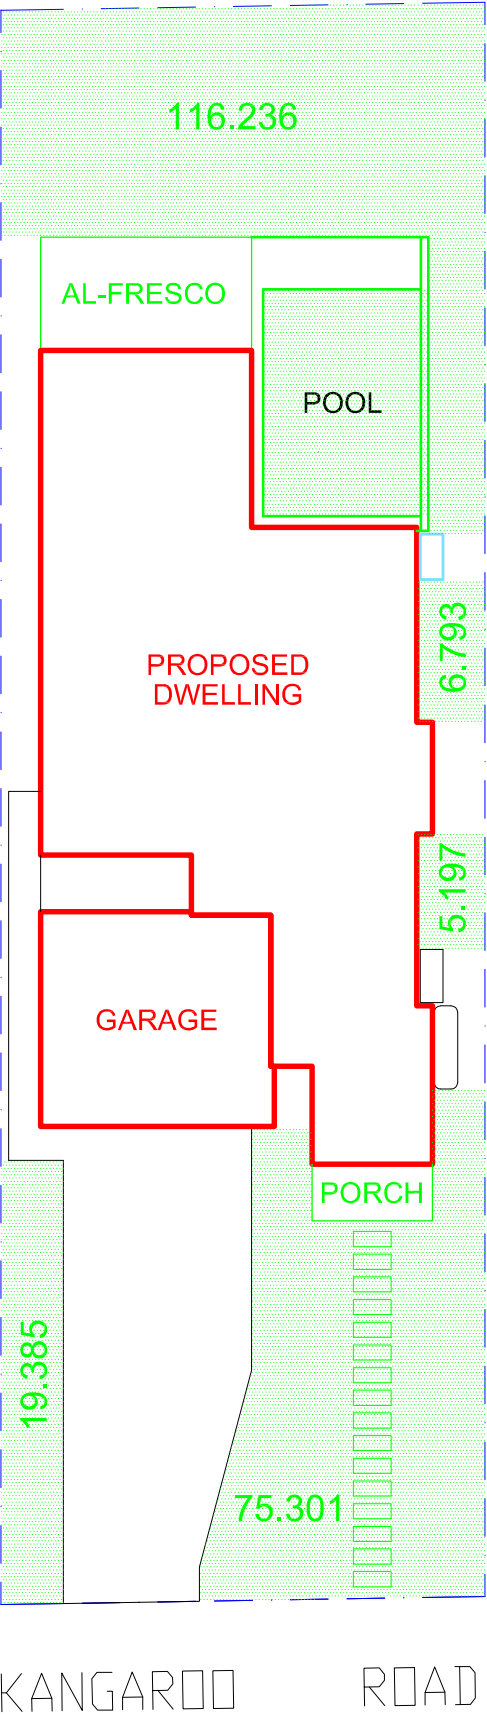 116.236
AL-FRESCO
POOL
PROPOSED
DWELLING
6.793
5.197
GARAGE
PORCH
19.385
75.301
KANGAROO ROAD